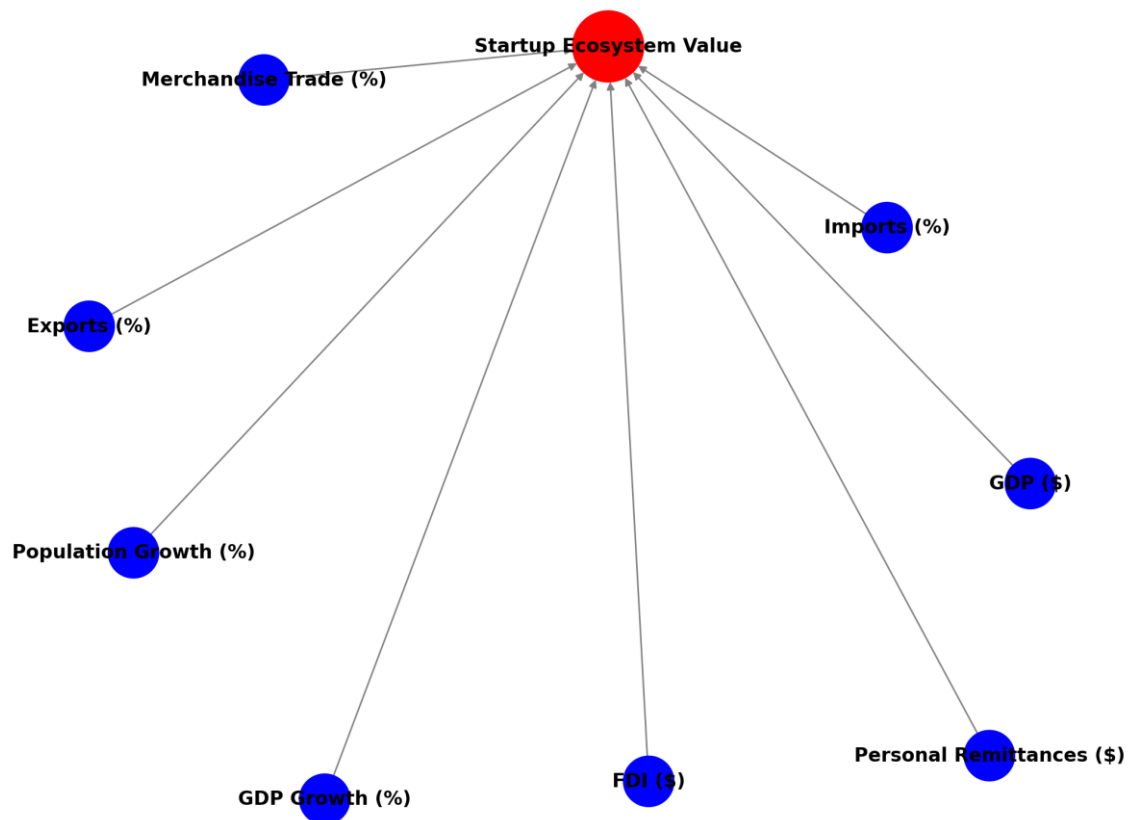 Startup Ecosystem Value
Merchandise Trade (%)
Imports (%)
Exports (%)
GDP ($)
Population Growth (%)
Personal Remittances ($)
FDI ($)
GDP Growth (%)